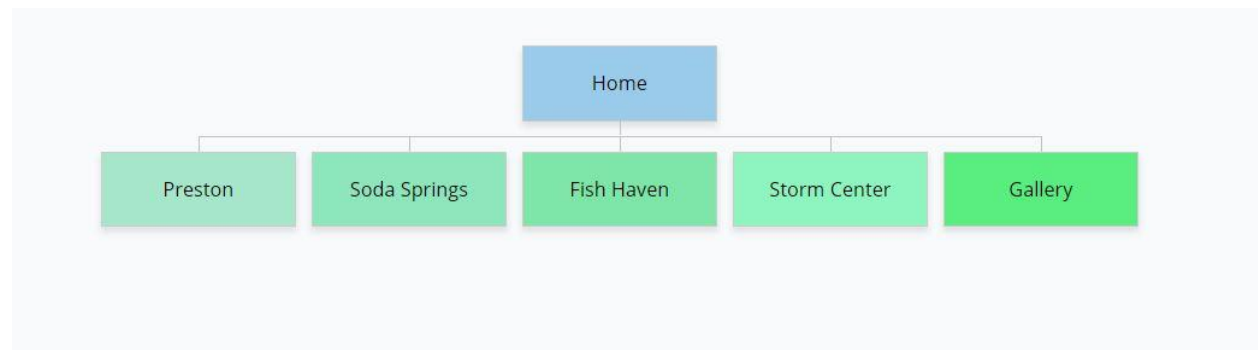 Home
Preston
Soda Springs
Fish Haven
Storm Center
Gallery